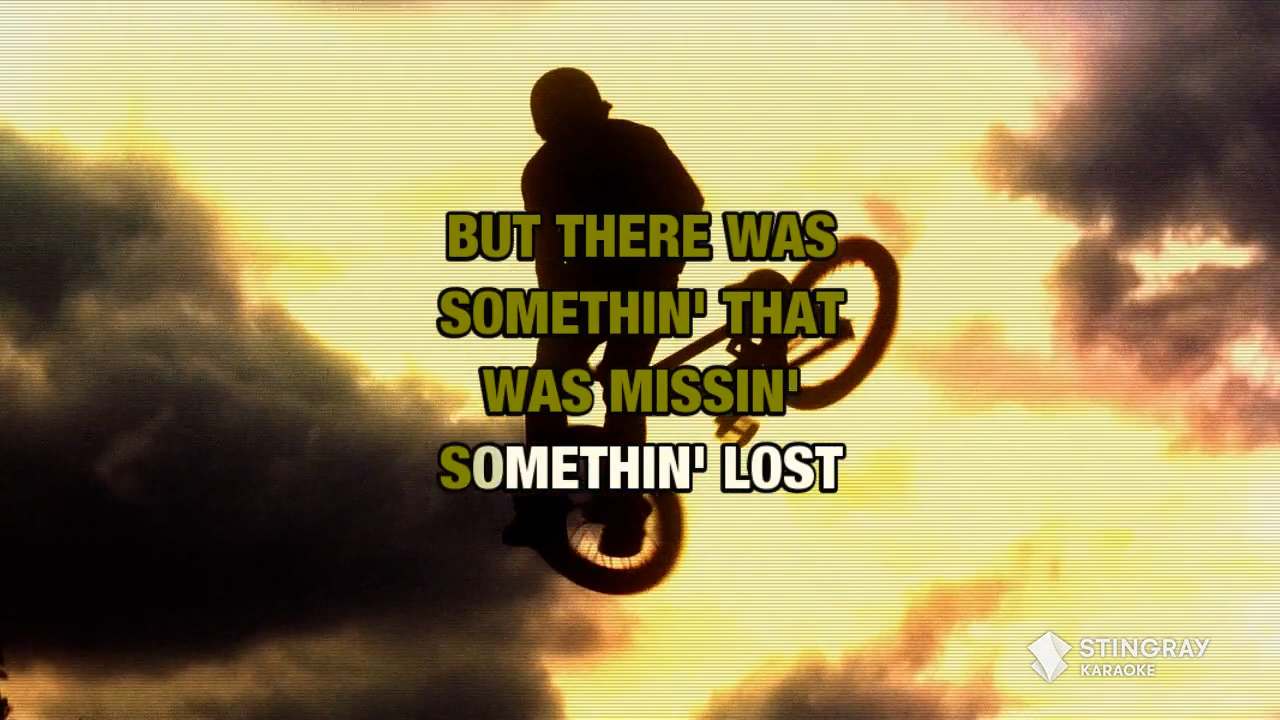 BUT THERE WAS
SOMETHIN' THAT
WAS MISSIN'
SOMETHIN' LOST
STINGRAY
KARAOKE